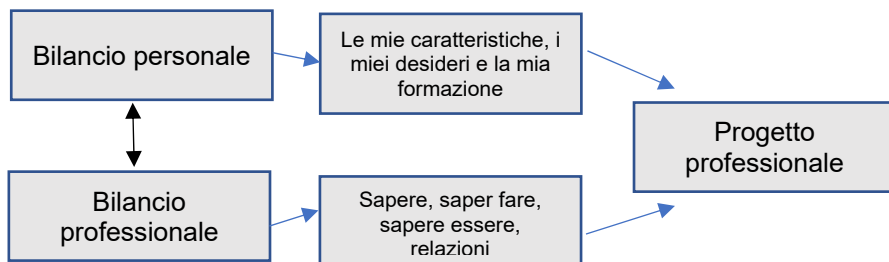 Bilancio personale
Le mie caratteristiche, i
miei desideri e la mia
formazione
Progetto
professionale
Bilancio
professionale
Sapere, saper fare,
sapere essere,
relazioni